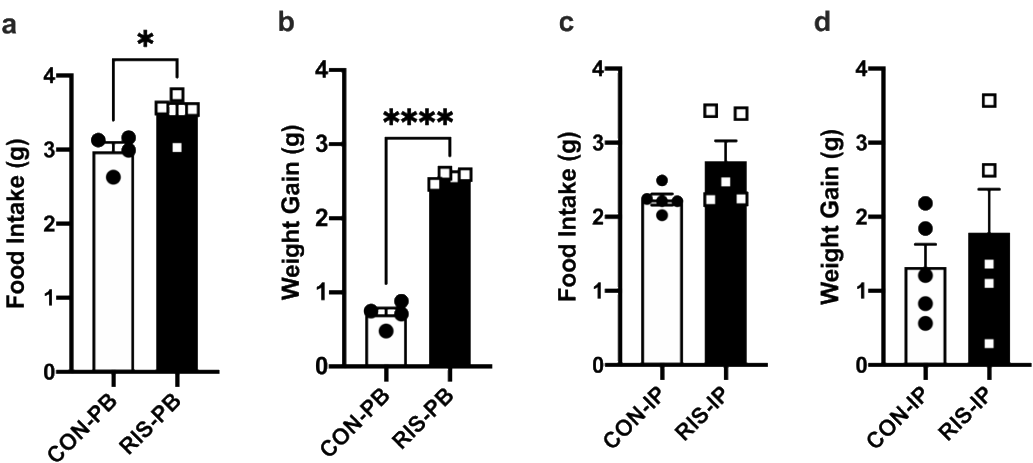 a
b
c
d
*
****
Food Intake (g)
4
3
2
1
0
CON-PB
RIS-PB
Weight Gain (g)
4
3
2
1
0
CON-PB
RIS-PB
Food Intake (g)
4
3
2
1
0
CON-IP
RIS-IP
Weight Gain (g)
4
3
2
1
0
CON-IP
RIS-IP